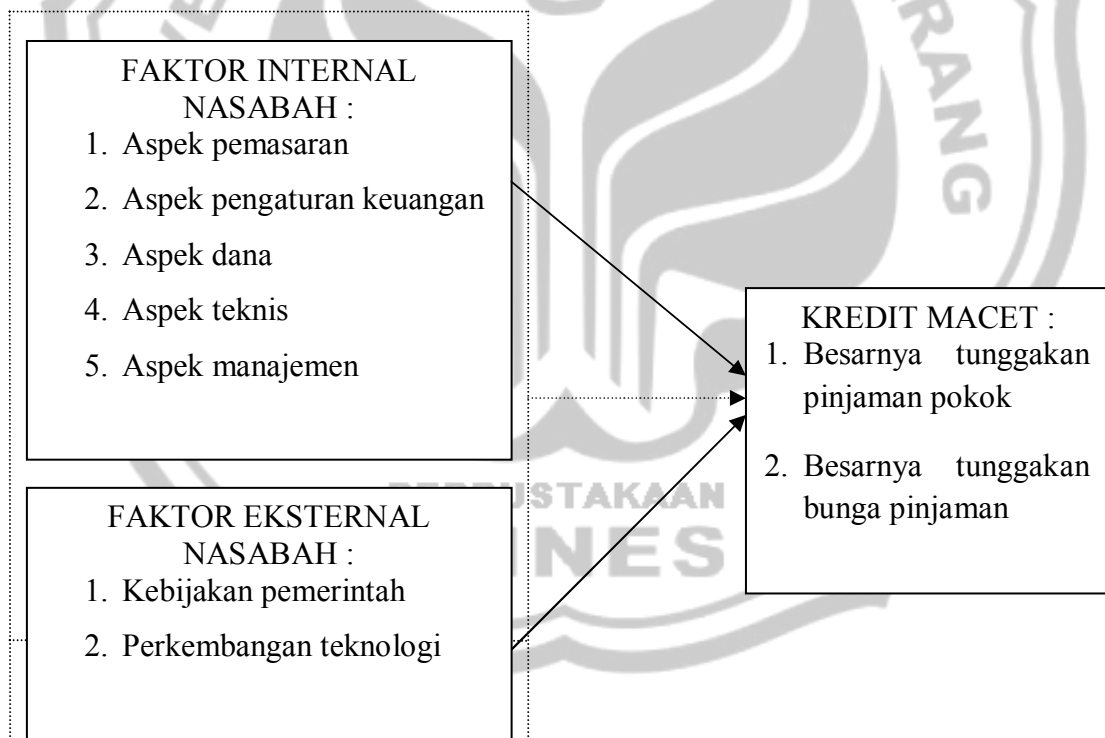 FAKTOR INTERNAL
NASABAH :
1. Aspek pemasaran
2. Aspek pengaturan keuangan
3. Aspek dana
4. Aspek teknis
5. Aspek manajemen
KREDIT MACET :
1. Besarnya tunggakan
pinjaman pokok
2. Besarnya tunggakan
bunga pinjaman
FAKTOR EKSTERNAL
NASABAH :
1. Kebijakan pemerintah
2. Perkembangan teknologi